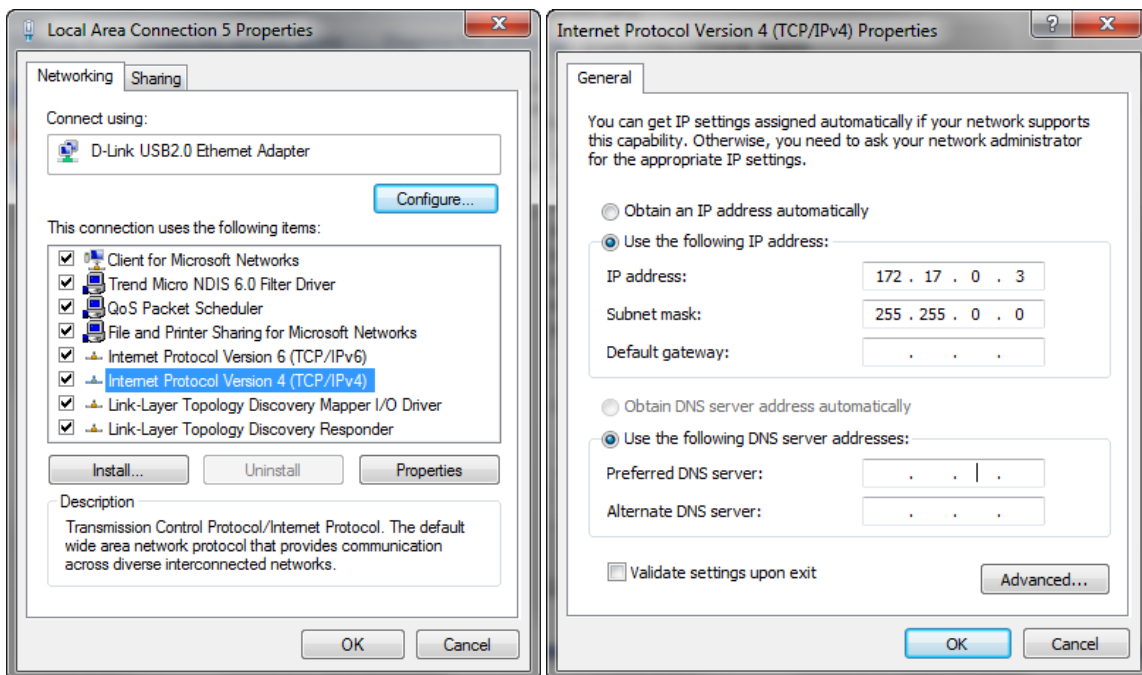 Local Area Connection 5 Properties
Networking
Sharing
Connect using:
D-Link USB2.0 Ethernet Adapter
Configure...
This connection uses the following items:
Client for Microsoft Networks
Trend Micro NDIS 6.0 Filter Driver
QoS Packet Scheduler
File and Printer Sharing for Microsoft Networks
Internet Protocol Version 6 (TCP/IPv6)
Internet Protocol Version 4 (TCP/IPv4)
Link-Layer Topology Discovery Mapper I/O Driver
Link-Layer Topology Discovery Responder
Install...
Uninstall
Properties
Description
Transmission Control Protocol/Internet Protocol. The default
wide area network protocol that provides communication
across diverse interconnected networks.
OK
Cancel
Internet Protocol Version 4 (TCP/IPv4) Properties
General
You can get IP settings assigned automatically if your network supports
this capability. Otherwise, you need to ask your network administrator
for the appropriate IP settings.
Obtain an IP address automatically
Use the following IP address:
IP address: 172 . 17 . 0 . 3
Subnet mask: 255 . 255 . 0 . 0
Default gateway: . . .
Obtain DNS server address automatically
Use the following DNS server addresses:
Preferred DNS server: . . .
Alternate DNS server: . . .
Validate settings upon exit
Advanced...
OK
Cancel